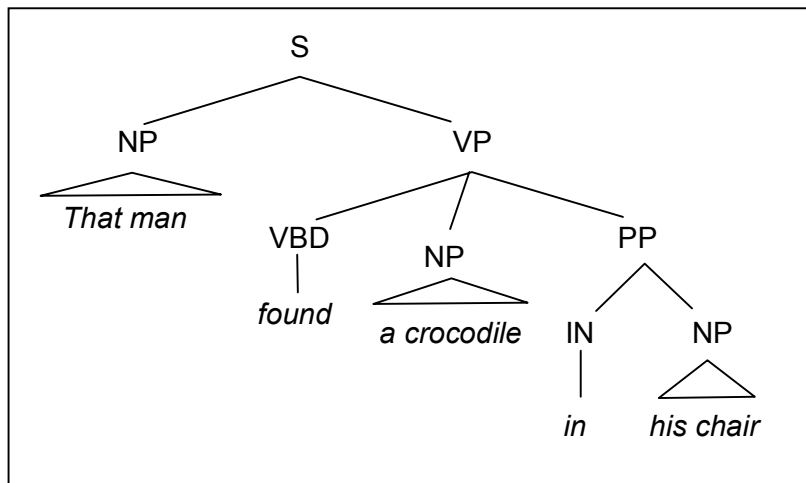 S
NP VP
That man
VBD NP PP
found
a crocodile IN NP
in his chair